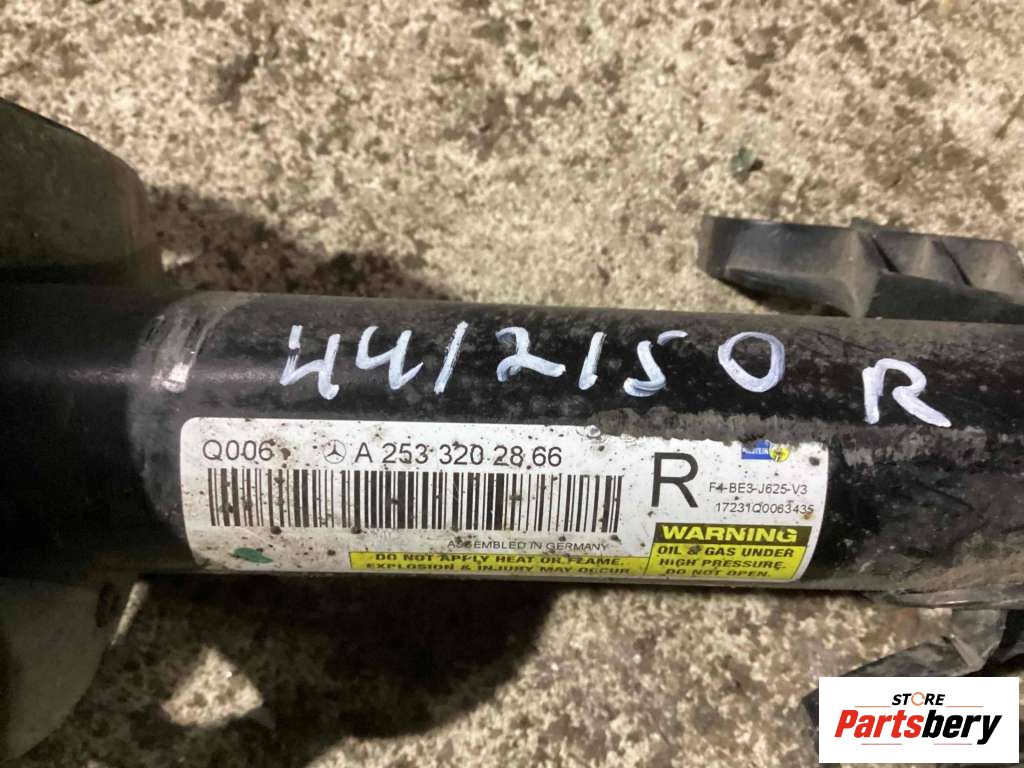 44/2150 R
Q006 A 253 320 28 66
R
BILSTEIN
F4-BE3-J625-V3
17231Q0063435
ASSEMBLED IN GERMANY
DO NOT APPLY HEAT OR FLAME.
EXPLOSION & INJURY MAY OCCUR.
WARNING
OIL & GAS UNDER
HIGH PRESSURE.
DO NOT OPEN.
STORE
Partsbery